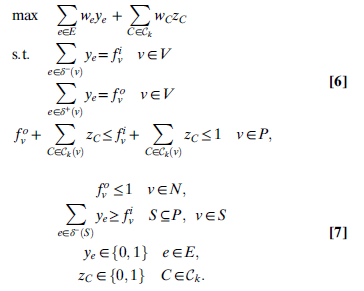 max ∑_{e∈E} w_e y_e + ∑_{C∈𝒞_k} w_C z_C
s.t. ∑_{e∈δ⁻(v)} y_e = f_v^i v∈V
[6]
∑_{e∈δ⁺(v)} y_e = f_v^o v∈V
f_v^o + ∑_{C∈𝒞_k(v)} z_C ≤ f_v^i + ∑_{C∈𝒞_k(v)} z_C ≤ 1 v∈P,
f_v^o ≤ 1 v∈N,
∑_{e∈δ⁻(S)} y_e ≥ f_v^i S⊆P, v∈S
[7]
y_e ∈ {0, 1} e∈E,
z_C ∈ {0, 1} C∈𝒞_k.